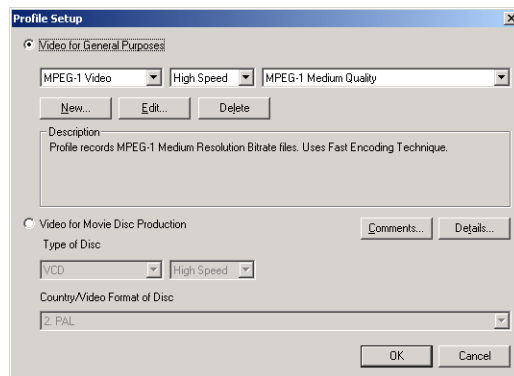 Profile Setup
Video for General Purposes
MPEG-1 Video High Speed MPEG-1 Medium Quality
New... Edit... Delete
Description
Profile records MPEG-1 Medium Resolution Bitrate files. Uses Fast Encoding Technique.
Video for Movie Disc Production Comments... Details...
Type of Disc
VCD High Speed
Country/Video Format of Disc
2. PAL
OK Cancel